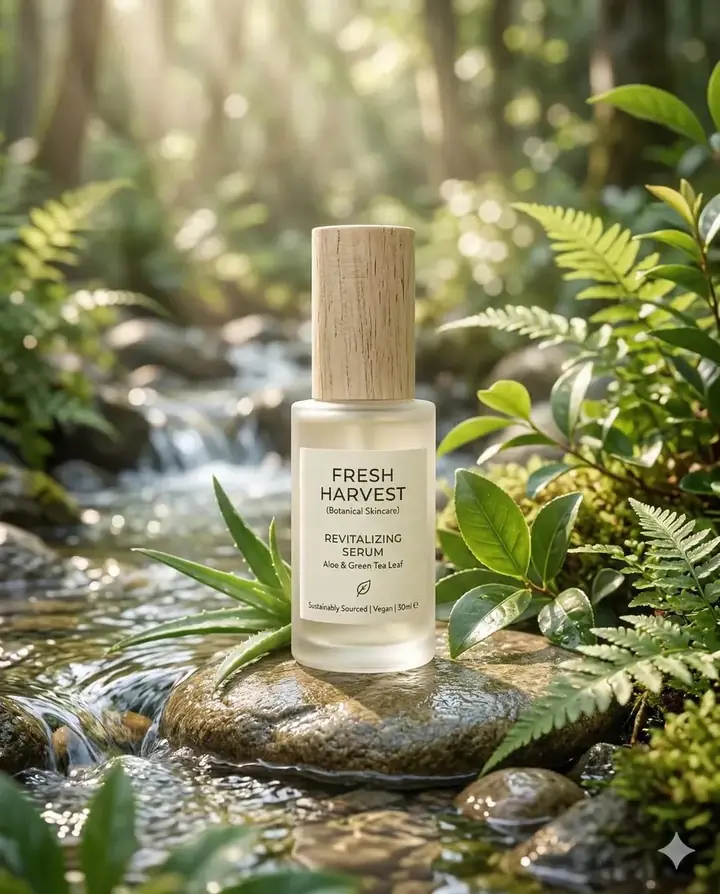 FRESH
HARVEST
(Botanical Skincare)
REVITALIZING
SERUM
Aloe & Green Tea Leaf
Sustainably Sourced | Vegan | 30ml ℮